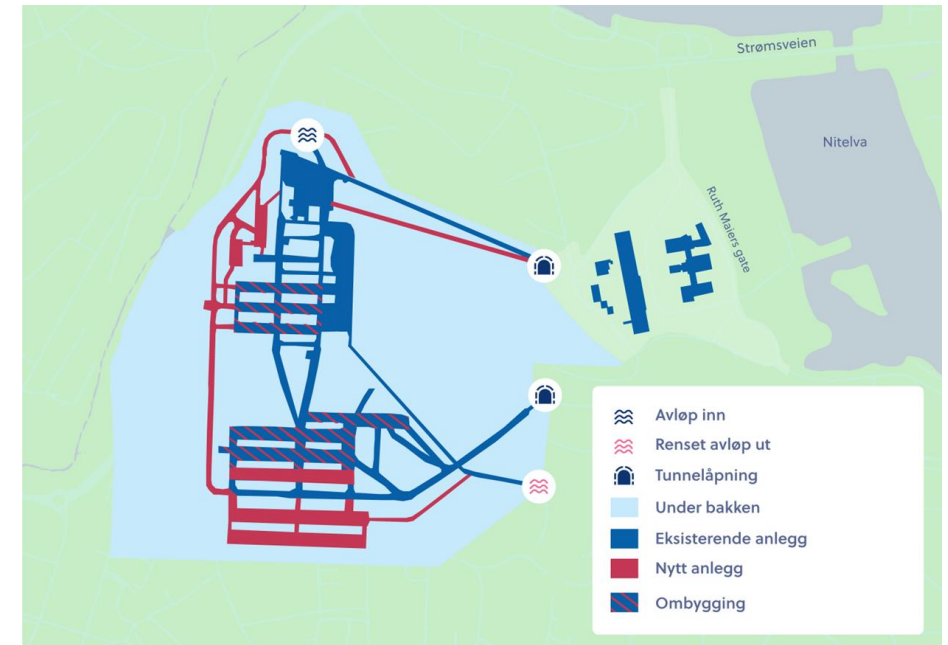 Strømsveien
Nitelva
Ruth Maiers gate
Avløp inn
Renset avløp ut
Tunnelåpning
Under bakken
Eksisterende anlegg
Nytt anlegg
Ombygging